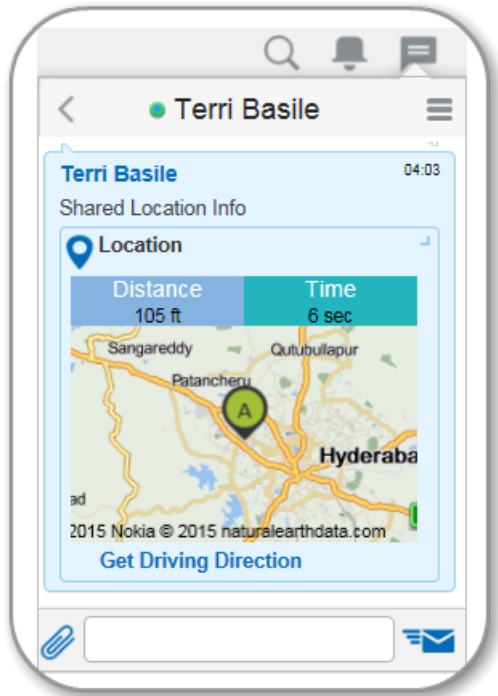 Terri Basile
Terri Basile 04:03
Shared Location Info
Location
Distance Time
105 ft 6 sec
Sangareddy Qutubullapur
Patancheru
A
Hyderaba
ad
2015 Nokia © 2015 naturalearthdata.com
Get Driving Direction